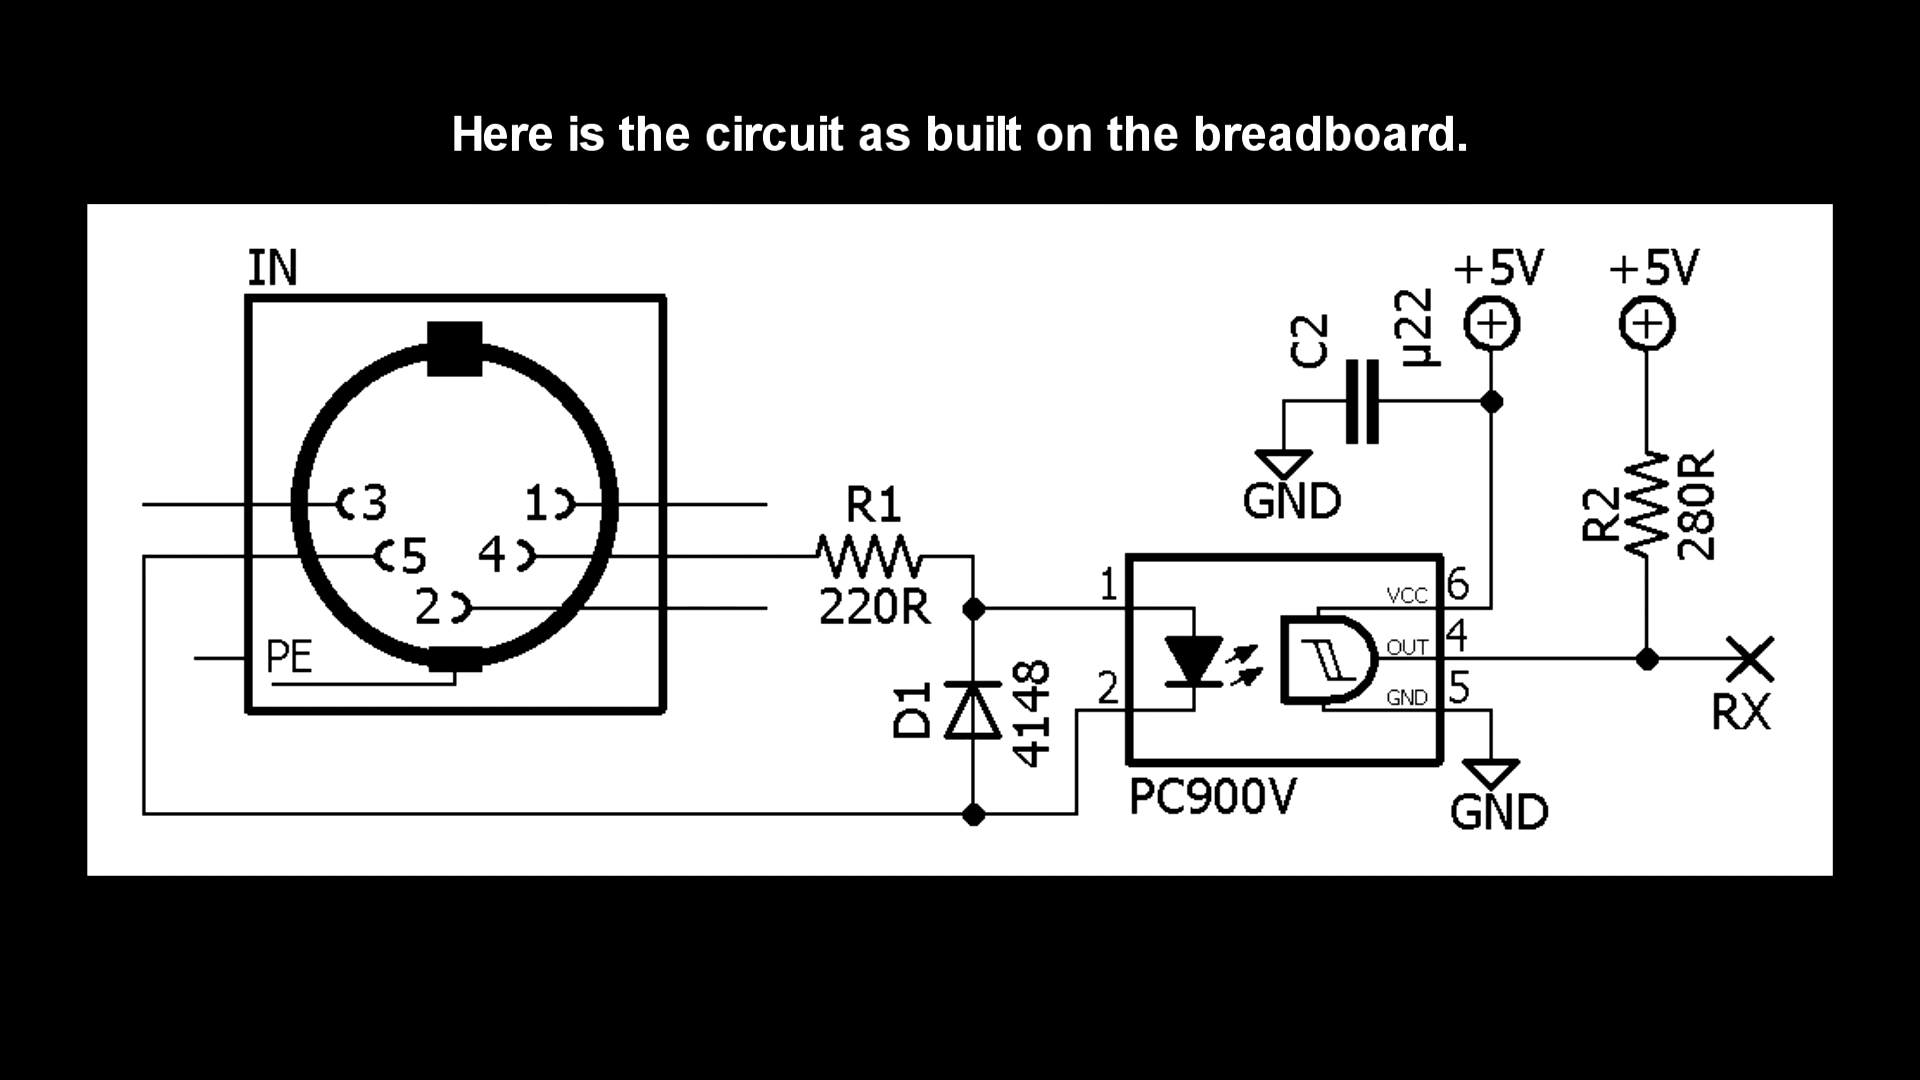 Here is the circuit as built on the breadboard.
IN
+5V
+5V
C2
µ22
GND
3
1
5
4
2
PE
R1
220R
R2
280R
1
2
D1
4148
VCC
6
OUT
4
GND
5
PC900V
GND
RX